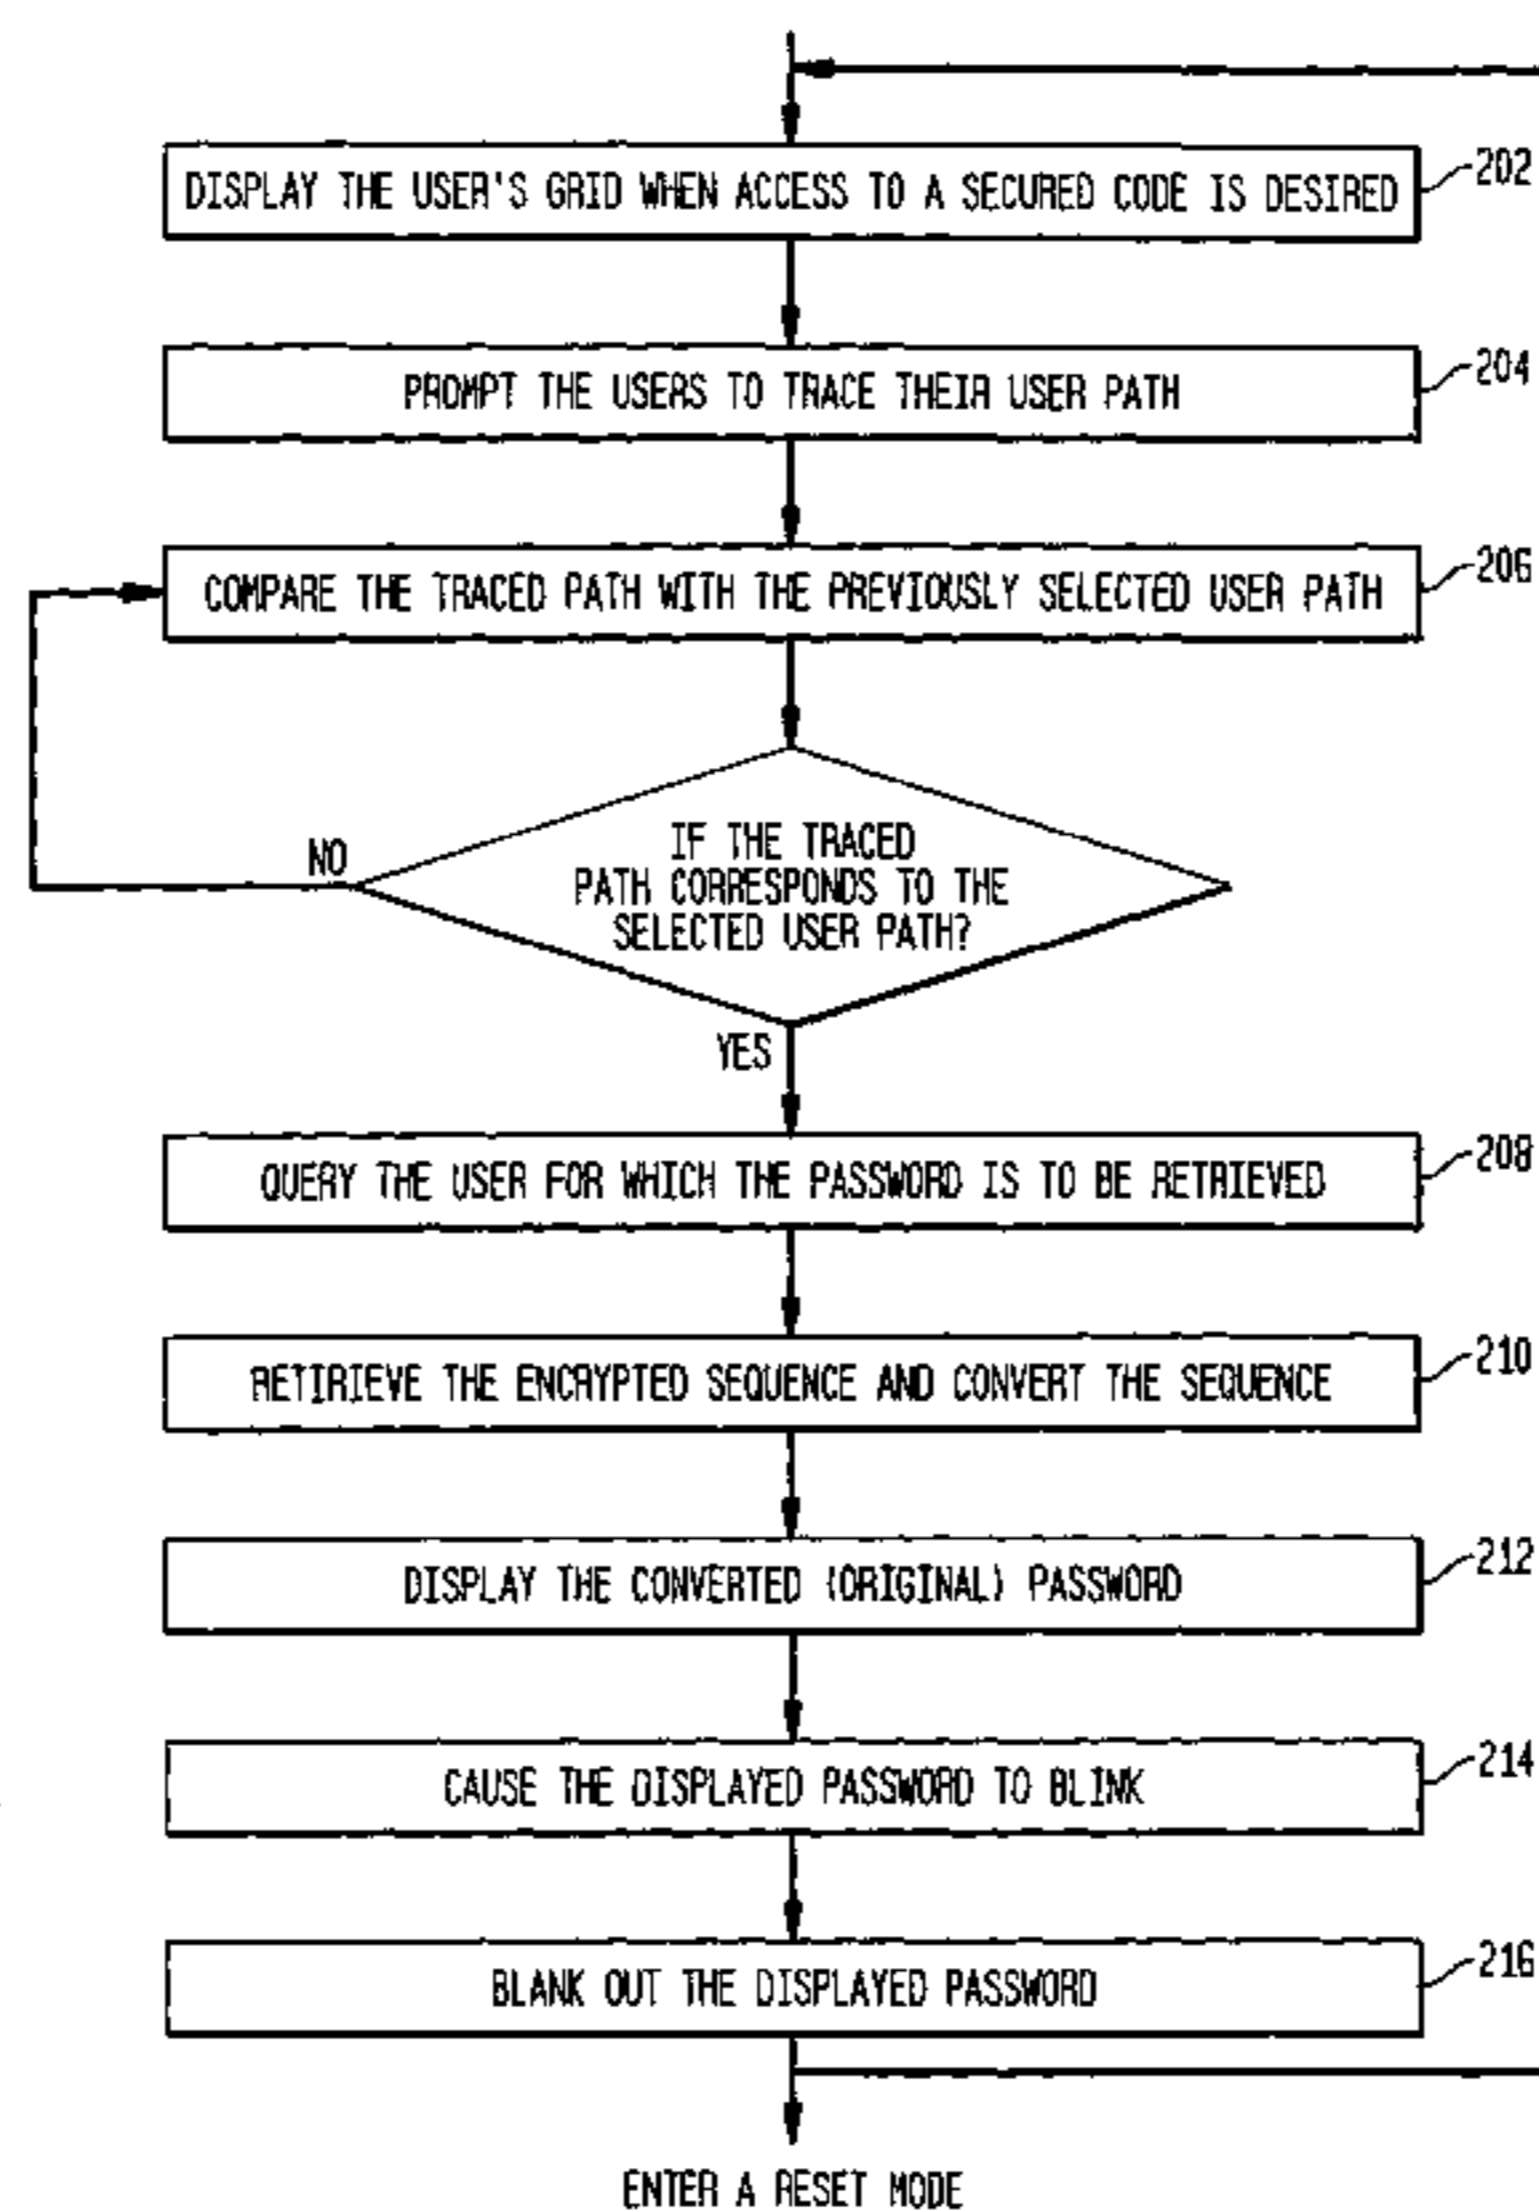 DISPLAY THE USER'S GRID WHEN ACCESS TO A SECURED CODE IS DESIRED
202
PROMPT THE USERS TO TRACE THEIR USER PATH
204
COMPARE THE TRACED PATH WITH THE PREVIOUSLY SELECTED USER PATH
206
IF THE TRACED
PATH CORRESPONDS TO THE
SELECTED USER PATH?
NO
YES
QUERY THE USER FOR WHICH THE PASSWORD IS TO BE RETRIEVED
208
RETIRIEVE THE ENCRYPTED SEQUENCE AND CONVERT THE SEQUENCE
210
DISPLAY THE CONVERTED (ORIGINAL) PASSWORD
212
CAUSE THE DISPLAYED PASSWORD TO BLINK
214
BLANK OUT THE DISPLAYED PASSWORD
216
ENTER A RESET MODE